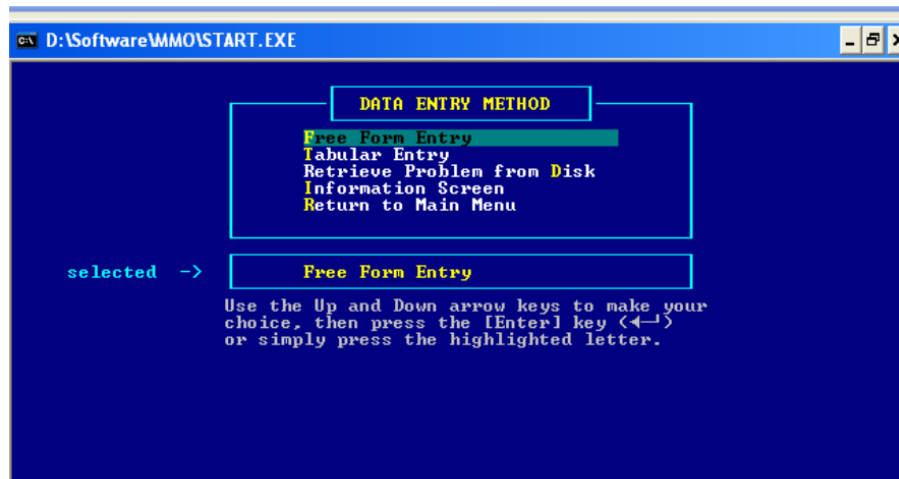 D:\Software\MMO\START.EXE
DATA ENTRY METHOD
Free Form Entry
Tabular Entry
Retrieve Problem from Disk
Information Screen
Return to Main Menu
selected -> Free Form Entry
Use the Up and Down arrow keys to make your
choice, then press the [Enter] key (◄─┘)
or simply press the highlighted letter.